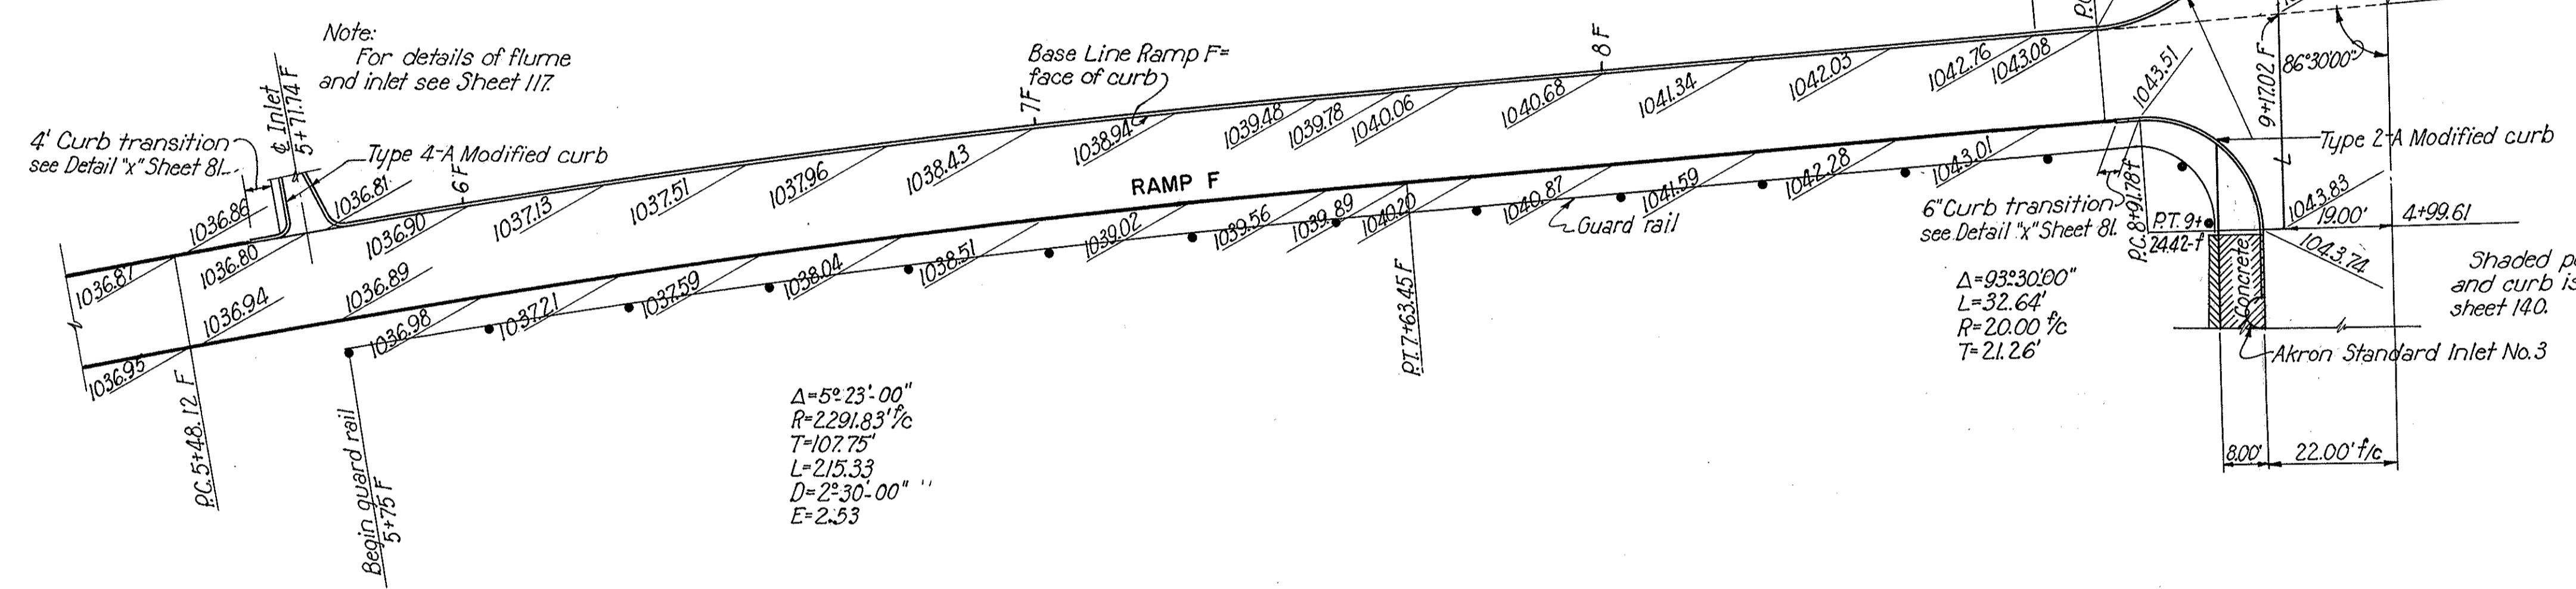 Note:
For details of flume
and inlet see Sheet 117.
4' Curb transition
see Detail "x" Sheet 81.
℄ Inlet
5+71.74 F
Type 4-A Modified curb
Base Line Ramp F=
face of curb
6 F
7 F
8 F
1036.87
1036.86
1036.80
1036.81
1036.90
1037.13
1037.51
1037.96
1038.43
1038.94
1039.48
1039.78
1040.06
1040.68
1041.34
1042.03
1042.76
1043.08
1043.51
RAMP F
1036.95
1036.94
1036.89
1036.98
1037.21
1037.59
1038.04
1038.51
1039.02
1039.56
1039.89
1040.20
1040.87
1041.59
1042.28
1043.01
Guard rail
P.C. 5+48.12 F
Begin guard rail
5+75 F
P.T. 7+63.45 F
Δ=5°-23'-00"
R=2291.83' f/c
T=107.75'
L=215.33
D=2°-30'-00"
E=2.53
6" Curb transition
see Detail "x" Sheet 81.
P.C. 8+91.78 f
P.T. 9+
24.42-f
Δ=93°30'00"
L=32.64'
R=20.00 f/c
T=21.26'
9+17.02 F
86°30'00"
Type 2-A Modified curb
L
1043.83
19.00'
4+99.61
1043.74
Concrete
Shaded
and curb
sheet 140.
Akron Standard Inlet No.3
8.00'
22.00' f/c